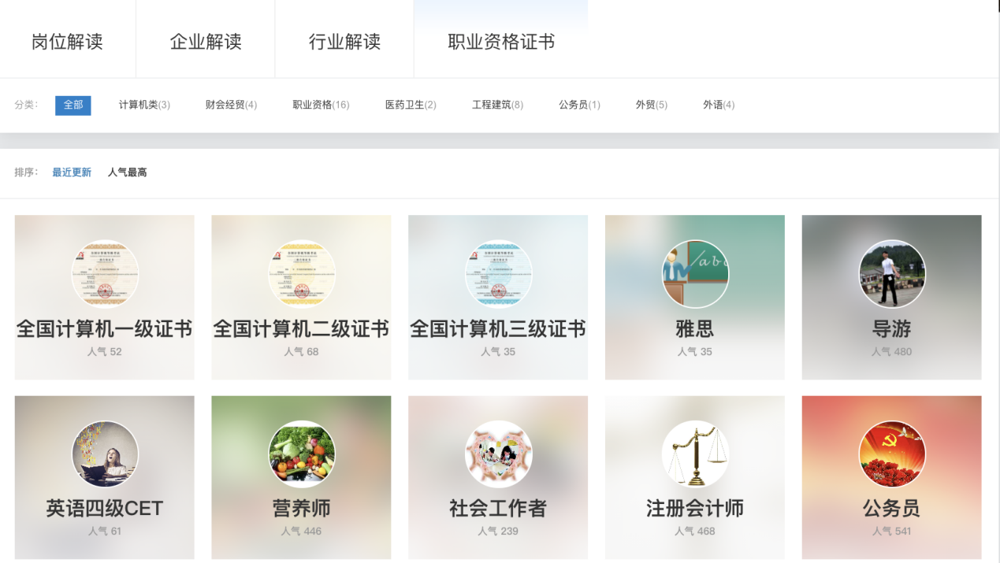 岗位解读 企业解读 行业解读 职业资格证书
分类: 全部 计算机类(3) 财会经贸(4) 职业资格(16) 医药卫生(2) 工程建筑(8) 公务员(1) 外贸(5) 外语(4)
排序: 最近更新 人气最高
abc
全国计算机一级证书 全国计算机二级证书 全国计算机三级证书 雅思 导游
人气 52 人气 68 人气 35 人气 35 人气 480
英语四级CET 营养师 社会工作者 注册会计师 公务员
人气 61 人气 446 人气 239 人气 468 人气 541